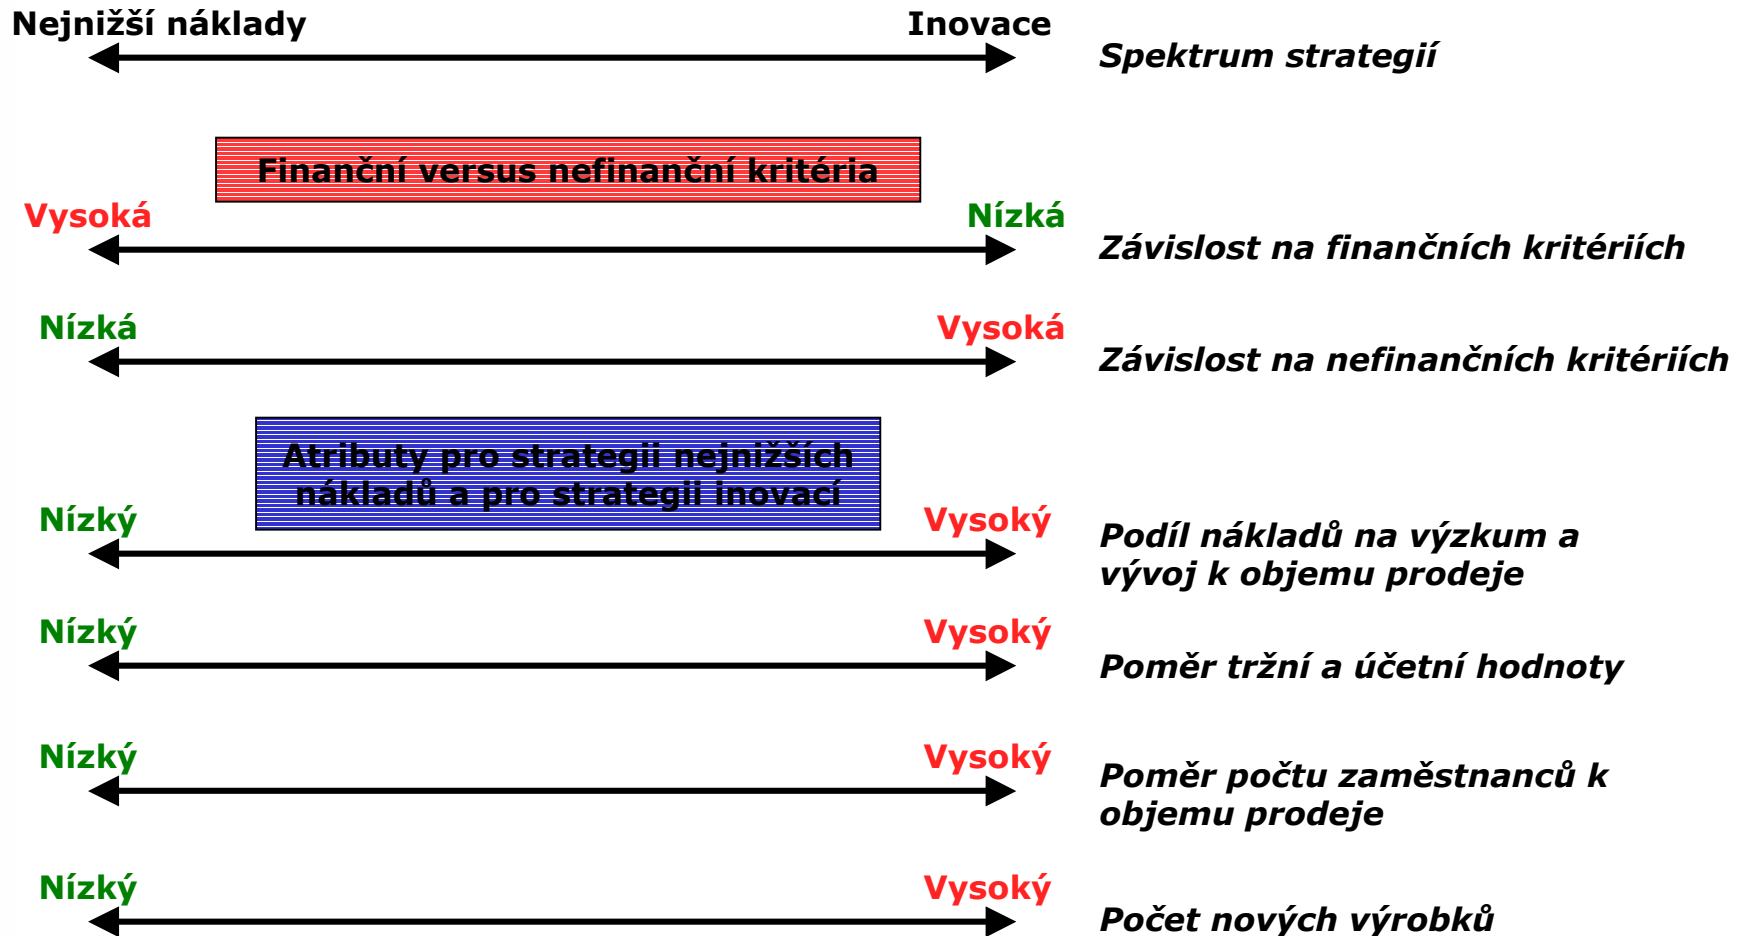 Nejnižší náklady
Inovace
Spektrum strategií
Finanční versus nefinanční kritéria
Vysoká
Nízká
Závislost na finančních kritériích
Nízká
Vysoká
Závislost na nefinančních kritériích
Atributy pro strategii nejnižších
nákladů a pro strategii inovací
Nízký
Vysoký
Podíl nákladů na výzkum a
vývoj k objemu prodeje
Nízký
Vysoký
Poměr tržní a účetní hodnoty
Nízký
Vysoký
Poměr počtu zaměstnanců k
objemu prodeje
Nízký
Vysoký
Počet nových výrobků